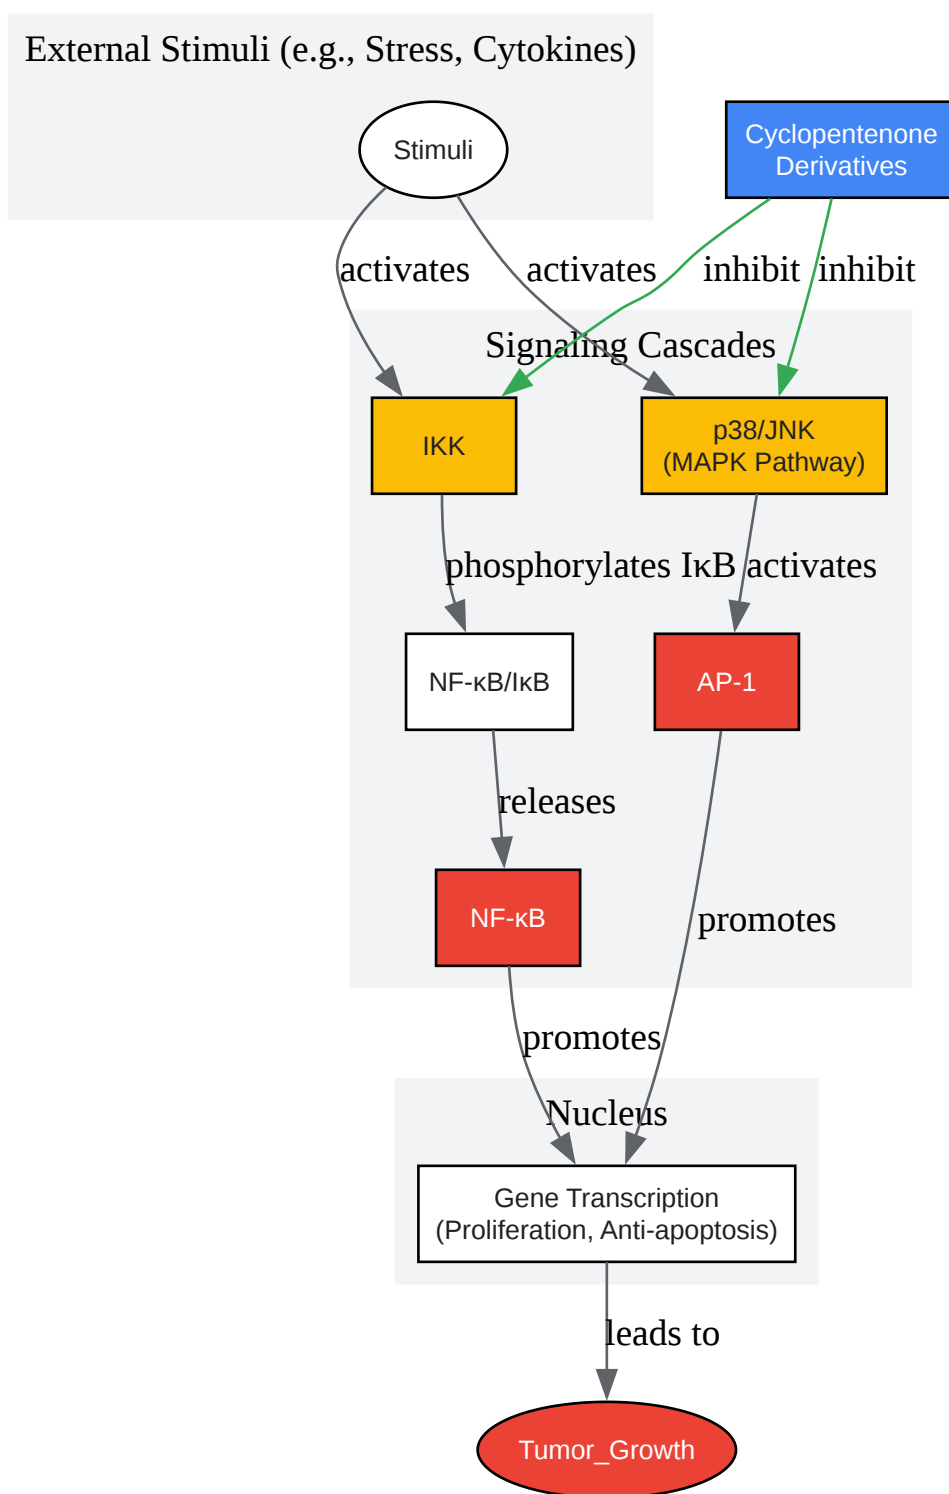 External Stimuli (e.g., Stress, Cytokines)
Stimuli
Cyclopentenone
Derivatives
activates
activates
inhibit
inhibit
Signaling Cascades
IKK
p38/JNK
(MAPK Pathway)
phosphorylates IκB
activates
NF-κB/IκB
AP-1
releases
NF-κB
promotes
promotes
Nucleus
Gene Transcription
(Proliferation, Anti-apoptosis)
leads to
Tumor_Growth